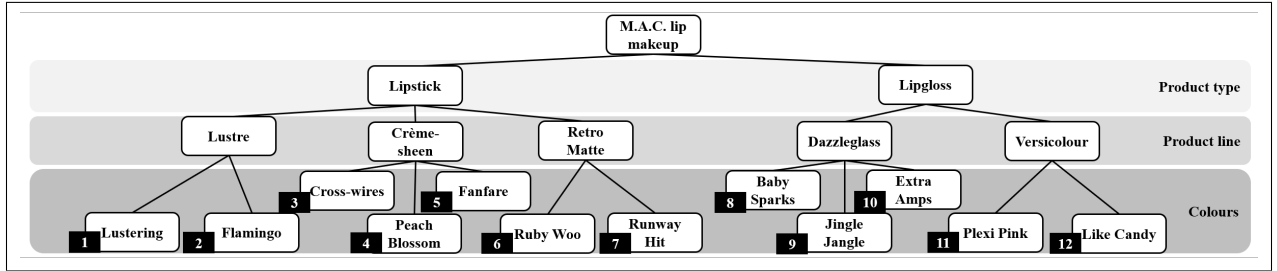 M.A.C. lip
makeup
Lipstick
Lipgloss
Product type
Lustre
Crème-
sheen
Retro
Matte
Dazzleglass
Versicolour
Product line
3 Cross-wires
5 Fanfare
8 Baby
Sparks
10 Extra
Amps
Colours
1 Lustering
2 Flamingo
4 Peach
Blossom
6 Ruby Woo
7 Runway
Hit
9 Jingle
Jangle
11 Plexi Pink
12 Like Candy